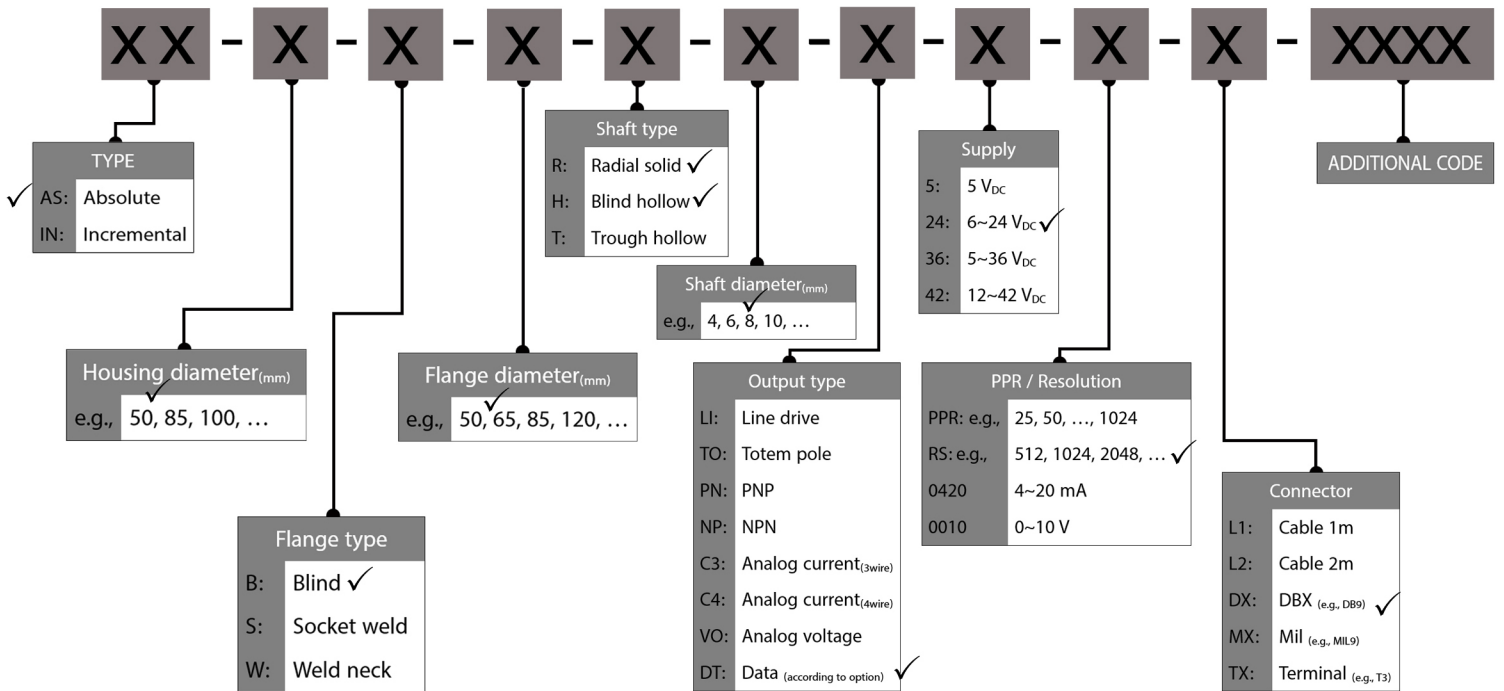 XX - X - X - X - X - X - X - X - X - X - XXXX
TYPE
AS: Absolute
IN: Incremental
Housing diameter(mm)
e.g., 50, 85, 100, ...
Flange type
B: Blind
S: Socket weld
W: Weld neck
Flange diameter(mm)
e.g., 50, 65, 85, 120, ...
Shaft type
R: Radial solid
H: Blind hollow
T: Trough hollow
Shaft diameter(mm)
e.g., 4, 6, 8, 10, ...
Output type
LI: Line drive
TO: Totem pole
PN: PNP
NP: NPN
C3: Analog current(3wire)
C4: Analog current(4wire)
VO: Analog voltage
DT: Data (according to option)
Supply
5: 5 VDC
24: 6~24 VDC
36: 5~36 VDC
42: 12~42 VDC
PPR / Resolution
PPR: e.g., 25, 50, ..., 1024
RS: e.g., 512, 1024, 2048, ...
0420 4~20 mA
0010 0~10 V
Connector
L1: Cable 1m
L2: Cable 2m
DX: DBX (e.g., DB9)
MX: Mil (e.g., MIL9)
TX: Terminal (e.g., T3)
ADDITIONAL CODE